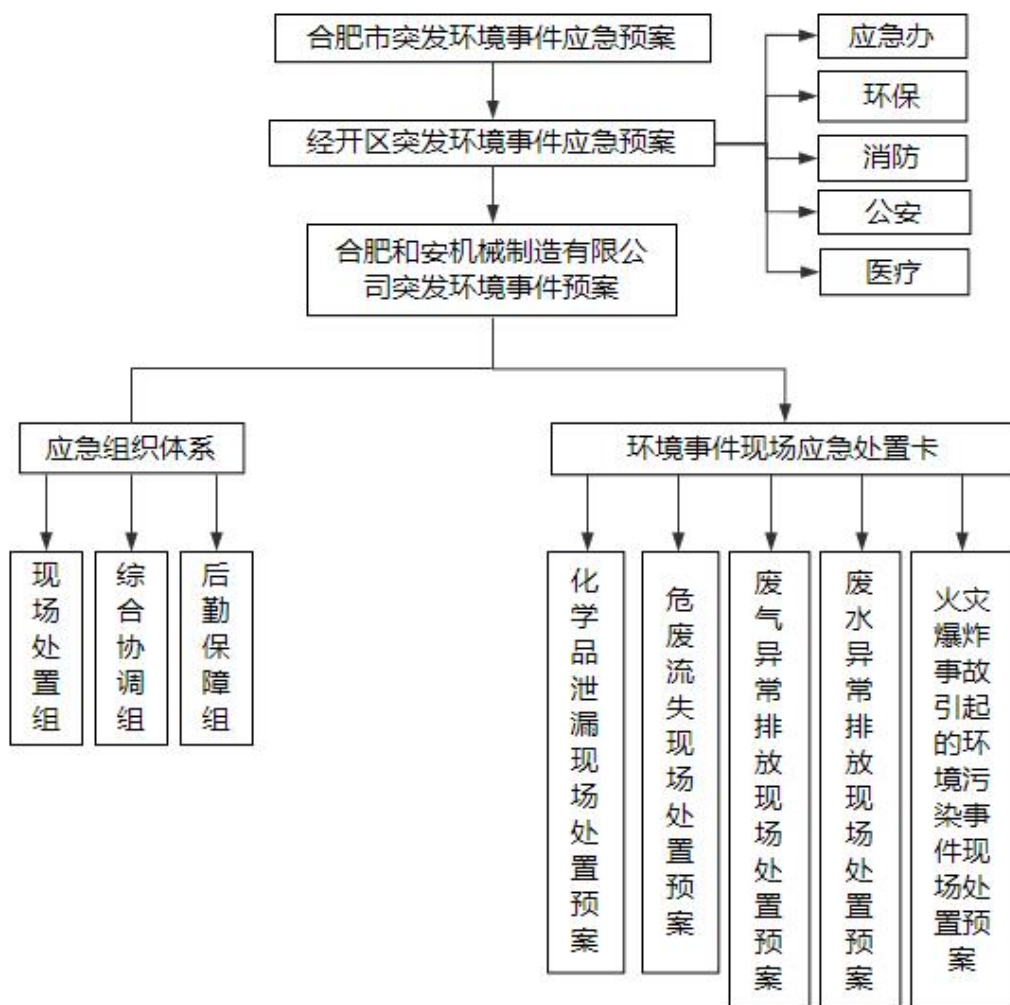 合肥市突发环境事件应急预案
应急办
环保
经开区突发环境事件应急预案
消防
公安
合肥和安机械制造有限公
司突发环境事件预案
医疗
应急组织体系
环境事件现场应急处置卡
现场处置组
综合协调组
后勤保障组
化学品泄漏现场处置预案
危废流失现场处置预案
废气异常排放现场处置预案
废水异常排放现场处置预案
火灾
爆炸
事故
引起
的环
境污
染事
件现
场处
置预
案